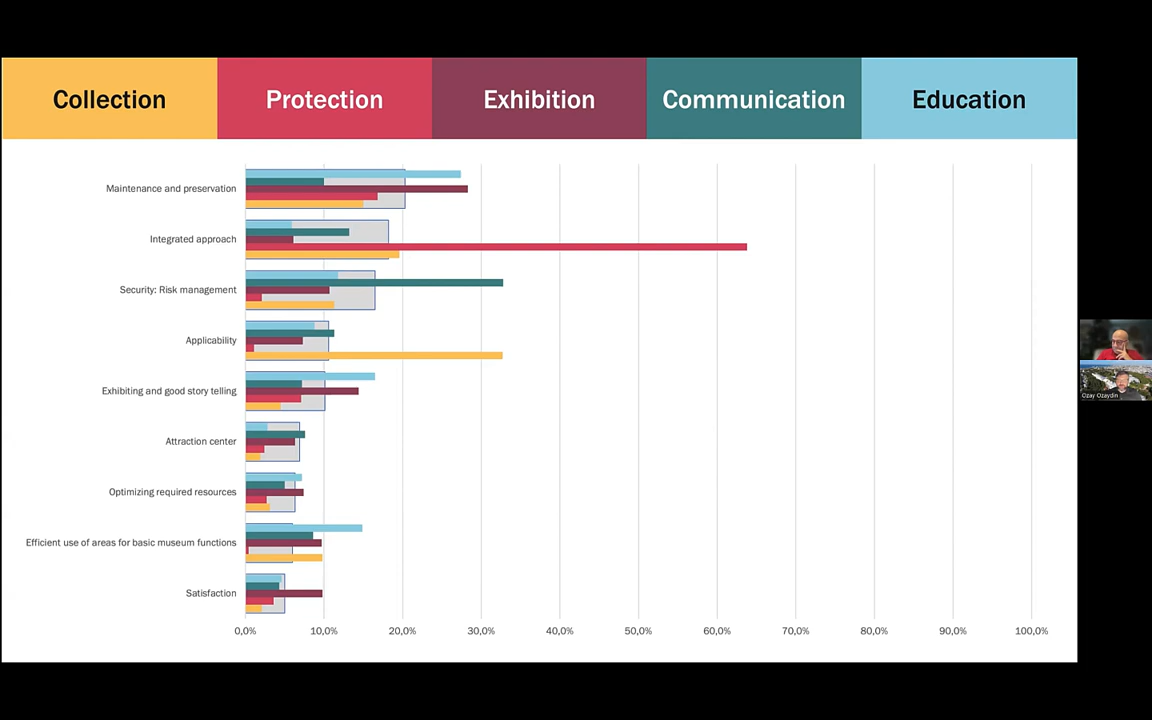 Collection
Protection
Exhibition
Communication
Education
Maintenance and preservation
Integrated approach
Security: Risk management
Applicability
Exhibiting and good story telling
Attraction center
Optimizing required resources
Efficient use of areas for basic museum functions
Satisfaction
0,0% 10,0% 20,0% 30,0% 40,0% 50,0% 60,0% 70,0% 80,0% 90,0% 100,0%
Ozay Ozaydin